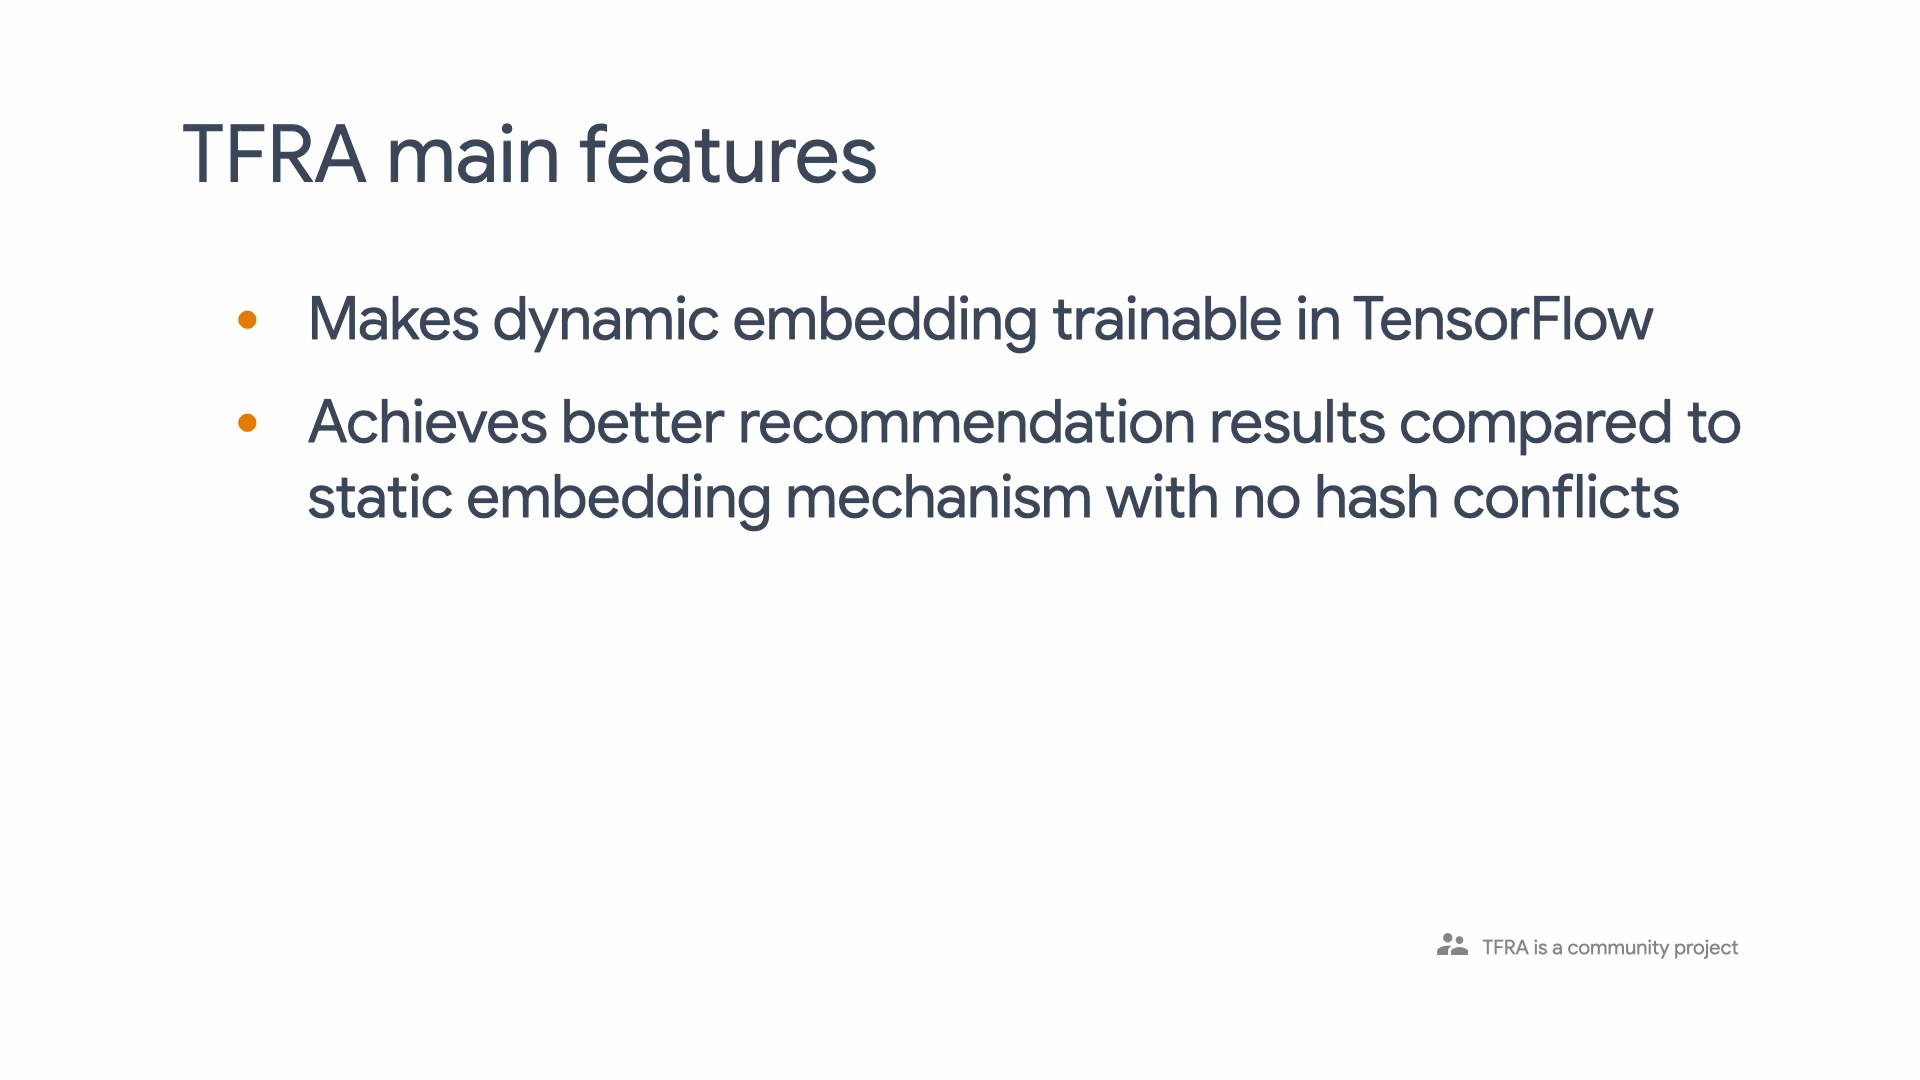 TFRA main features
• Makes dynamic embedding trainable in TensorFlow
• Achieves better recommendation results compared to
static embedding mechanism with no hash conflicts
TFRA is a community project